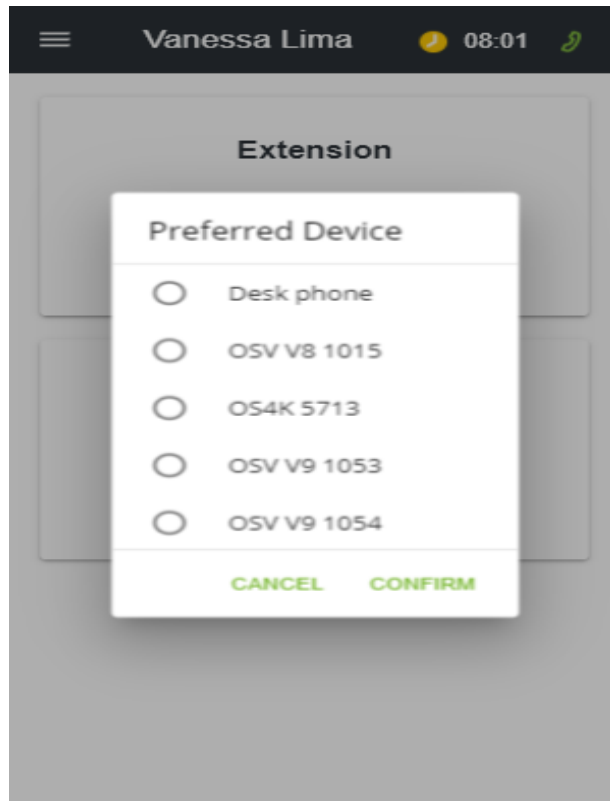 Vanessa Lima 08:01
Extension
Preferred Device
Desk phone
OSV V8 1015
OS4K 5713
OSV V9 1053
OSV V9 1054
CANCEL CONFIRM